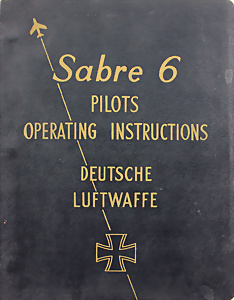 Sabre 6
PILOTS
OPERATING INSTRUCTIONS
DEUTSCHE
LUFTWAFFE